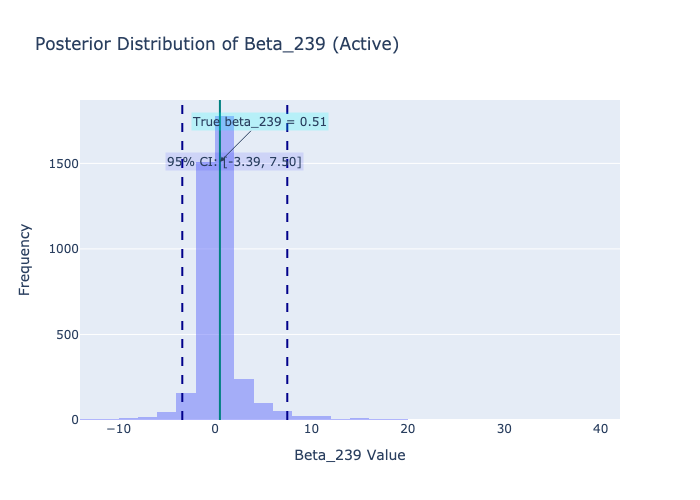 Posterior Distribution of Beta_239 (Active)
True beta_239 = 0.51
95% CI: [-3.39, 7.50]
1500
1000
500
0
−10
0
10
20
30
40
Frequency
Beta_239 Value